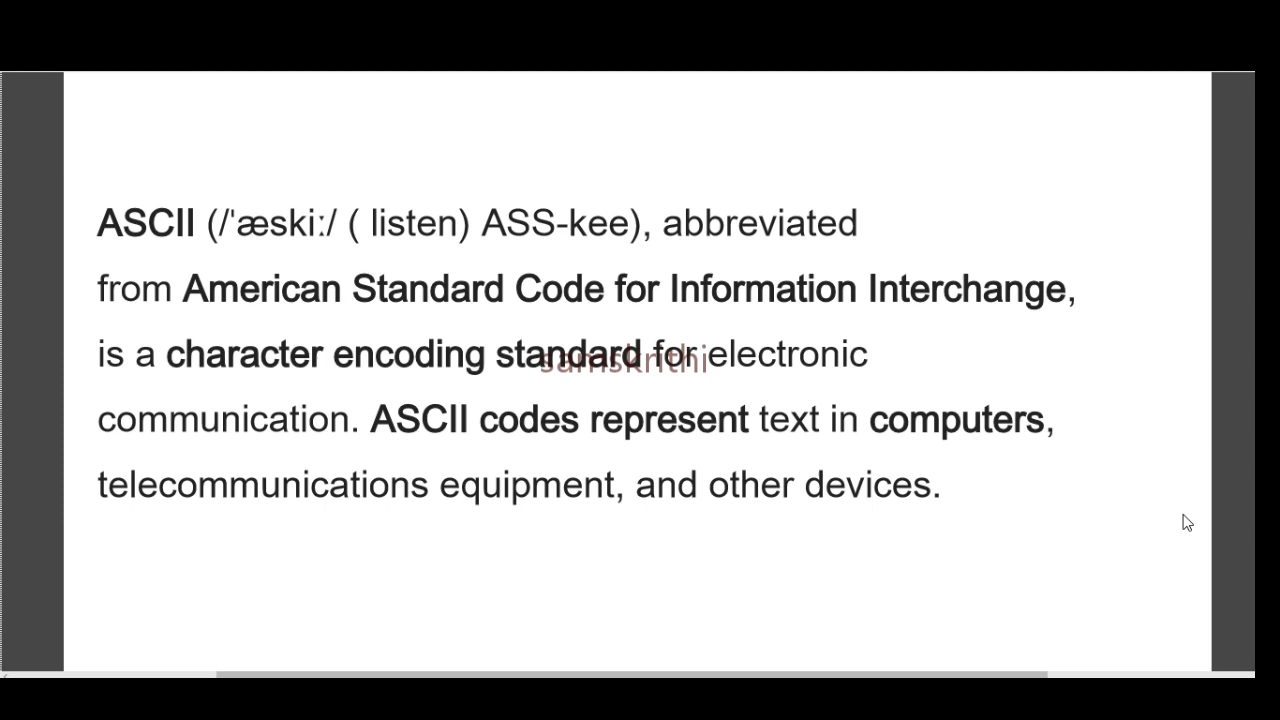 ASCII (/ˈæskiː/ ( listen) ASS-kee), abbreviated
from American Standard Code for Information Interchange,
is a character encoding standard for electronic
samskrithi
communication. ASCII codes represent text in computers,
telecommunications equipment, and other devices.